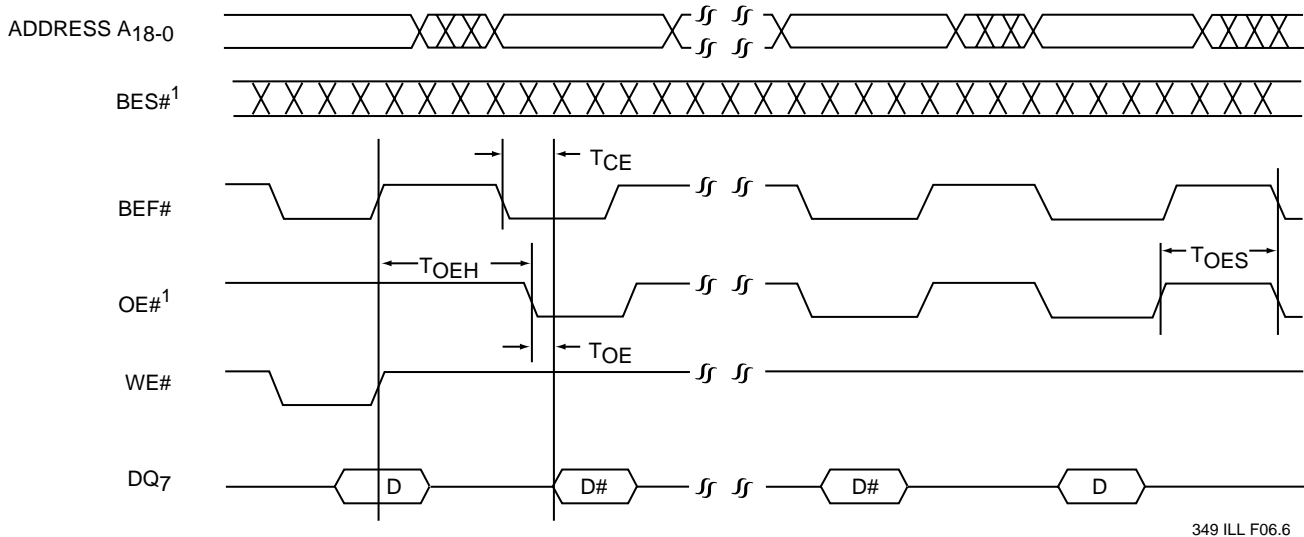 ADDRESS A18-0
BES#1
TCE
BEF#
TOEH
TOES
OE#1
TOE
WE#
DQ7
D
D#
D#
D
349 ILL F06.6